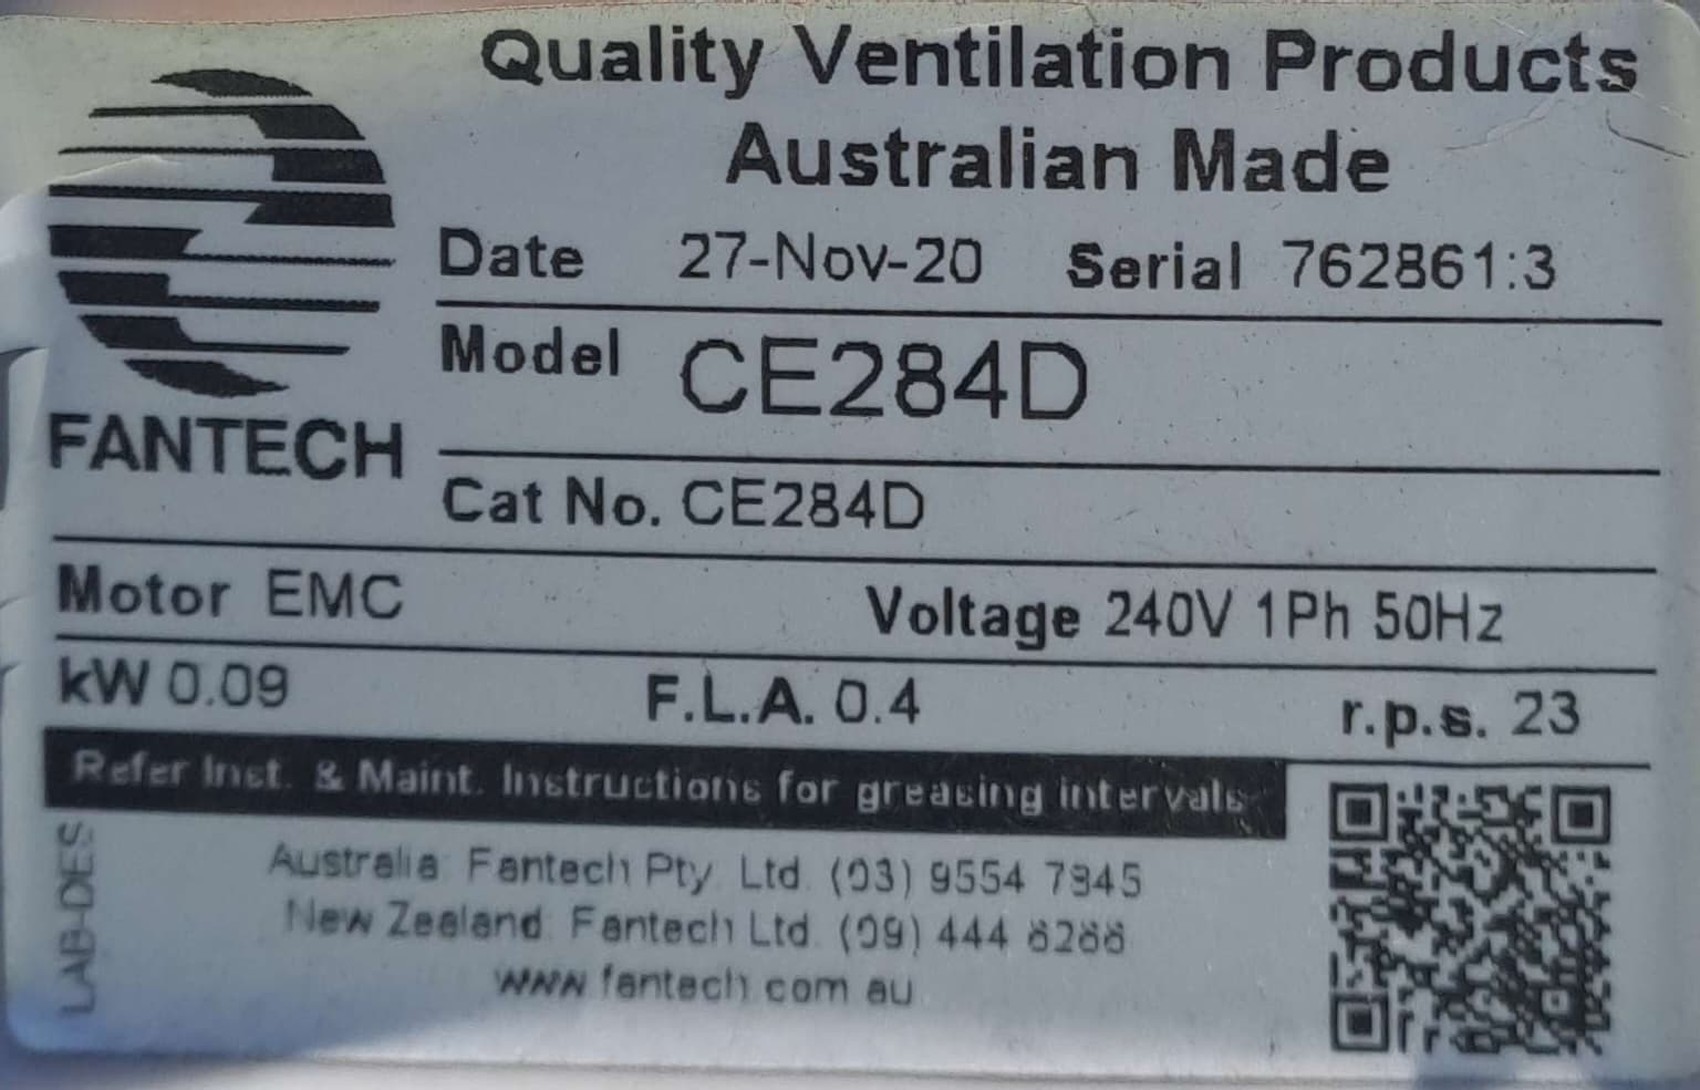 Quality Ventilation Products
Australian Made
Date 27-Nov-20 Serial 762861:3
Model CE284D
FANTECH
Cat No. CE284D
Motor EMC Voltage 240V 1Ph 50Hz
kW 0.09 F.L.A. 0.4 r.p.s. 23
Refer Inst. & Maint. Instructions for greasing intervals
LAB-DES
Australia: Fantech Pty. Ltd. (03) 9554 7845
New Zealand: Fantech Ltd. (09) 444 6266
www.fantech.com.au